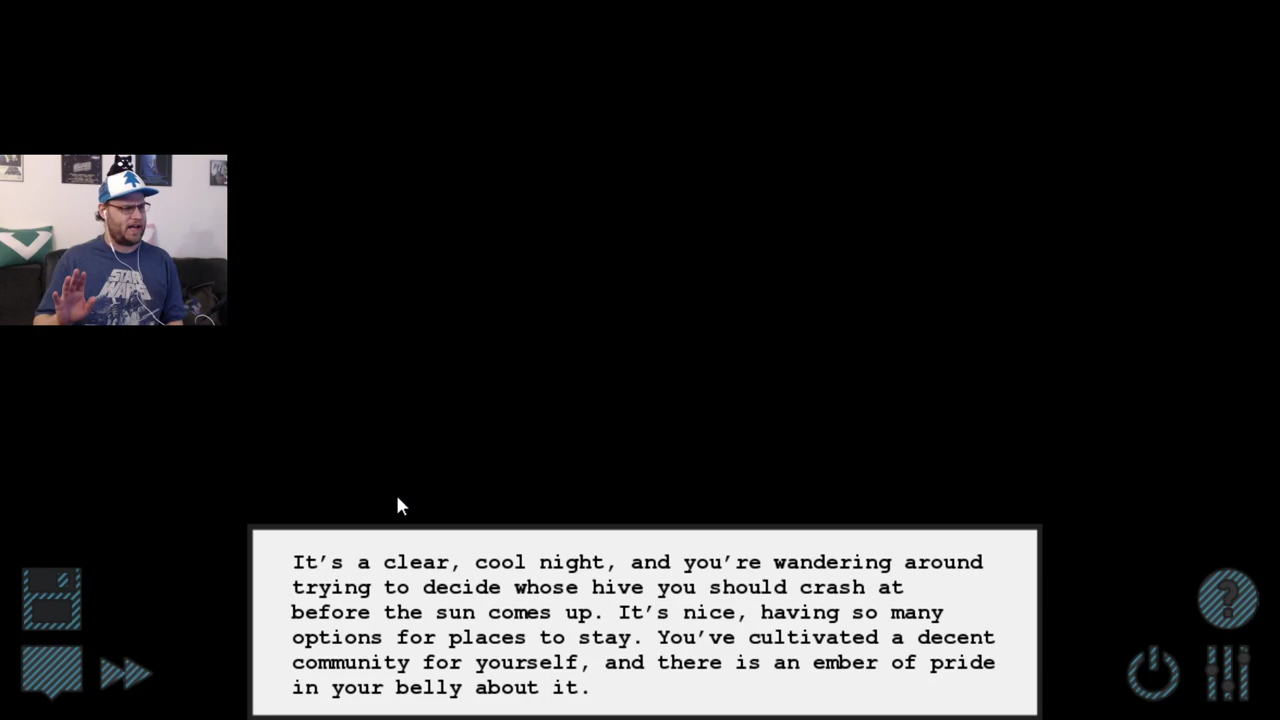 STAR
WARS
It's a clear, cool night, and you're wandering around
trying to decide whose hive you should crash at
before the sun comes up. It's nice, having so many
options for places to stay. You've cultivated a decent
community for yourself, and there is an ember of pride
in your belly about it.
?